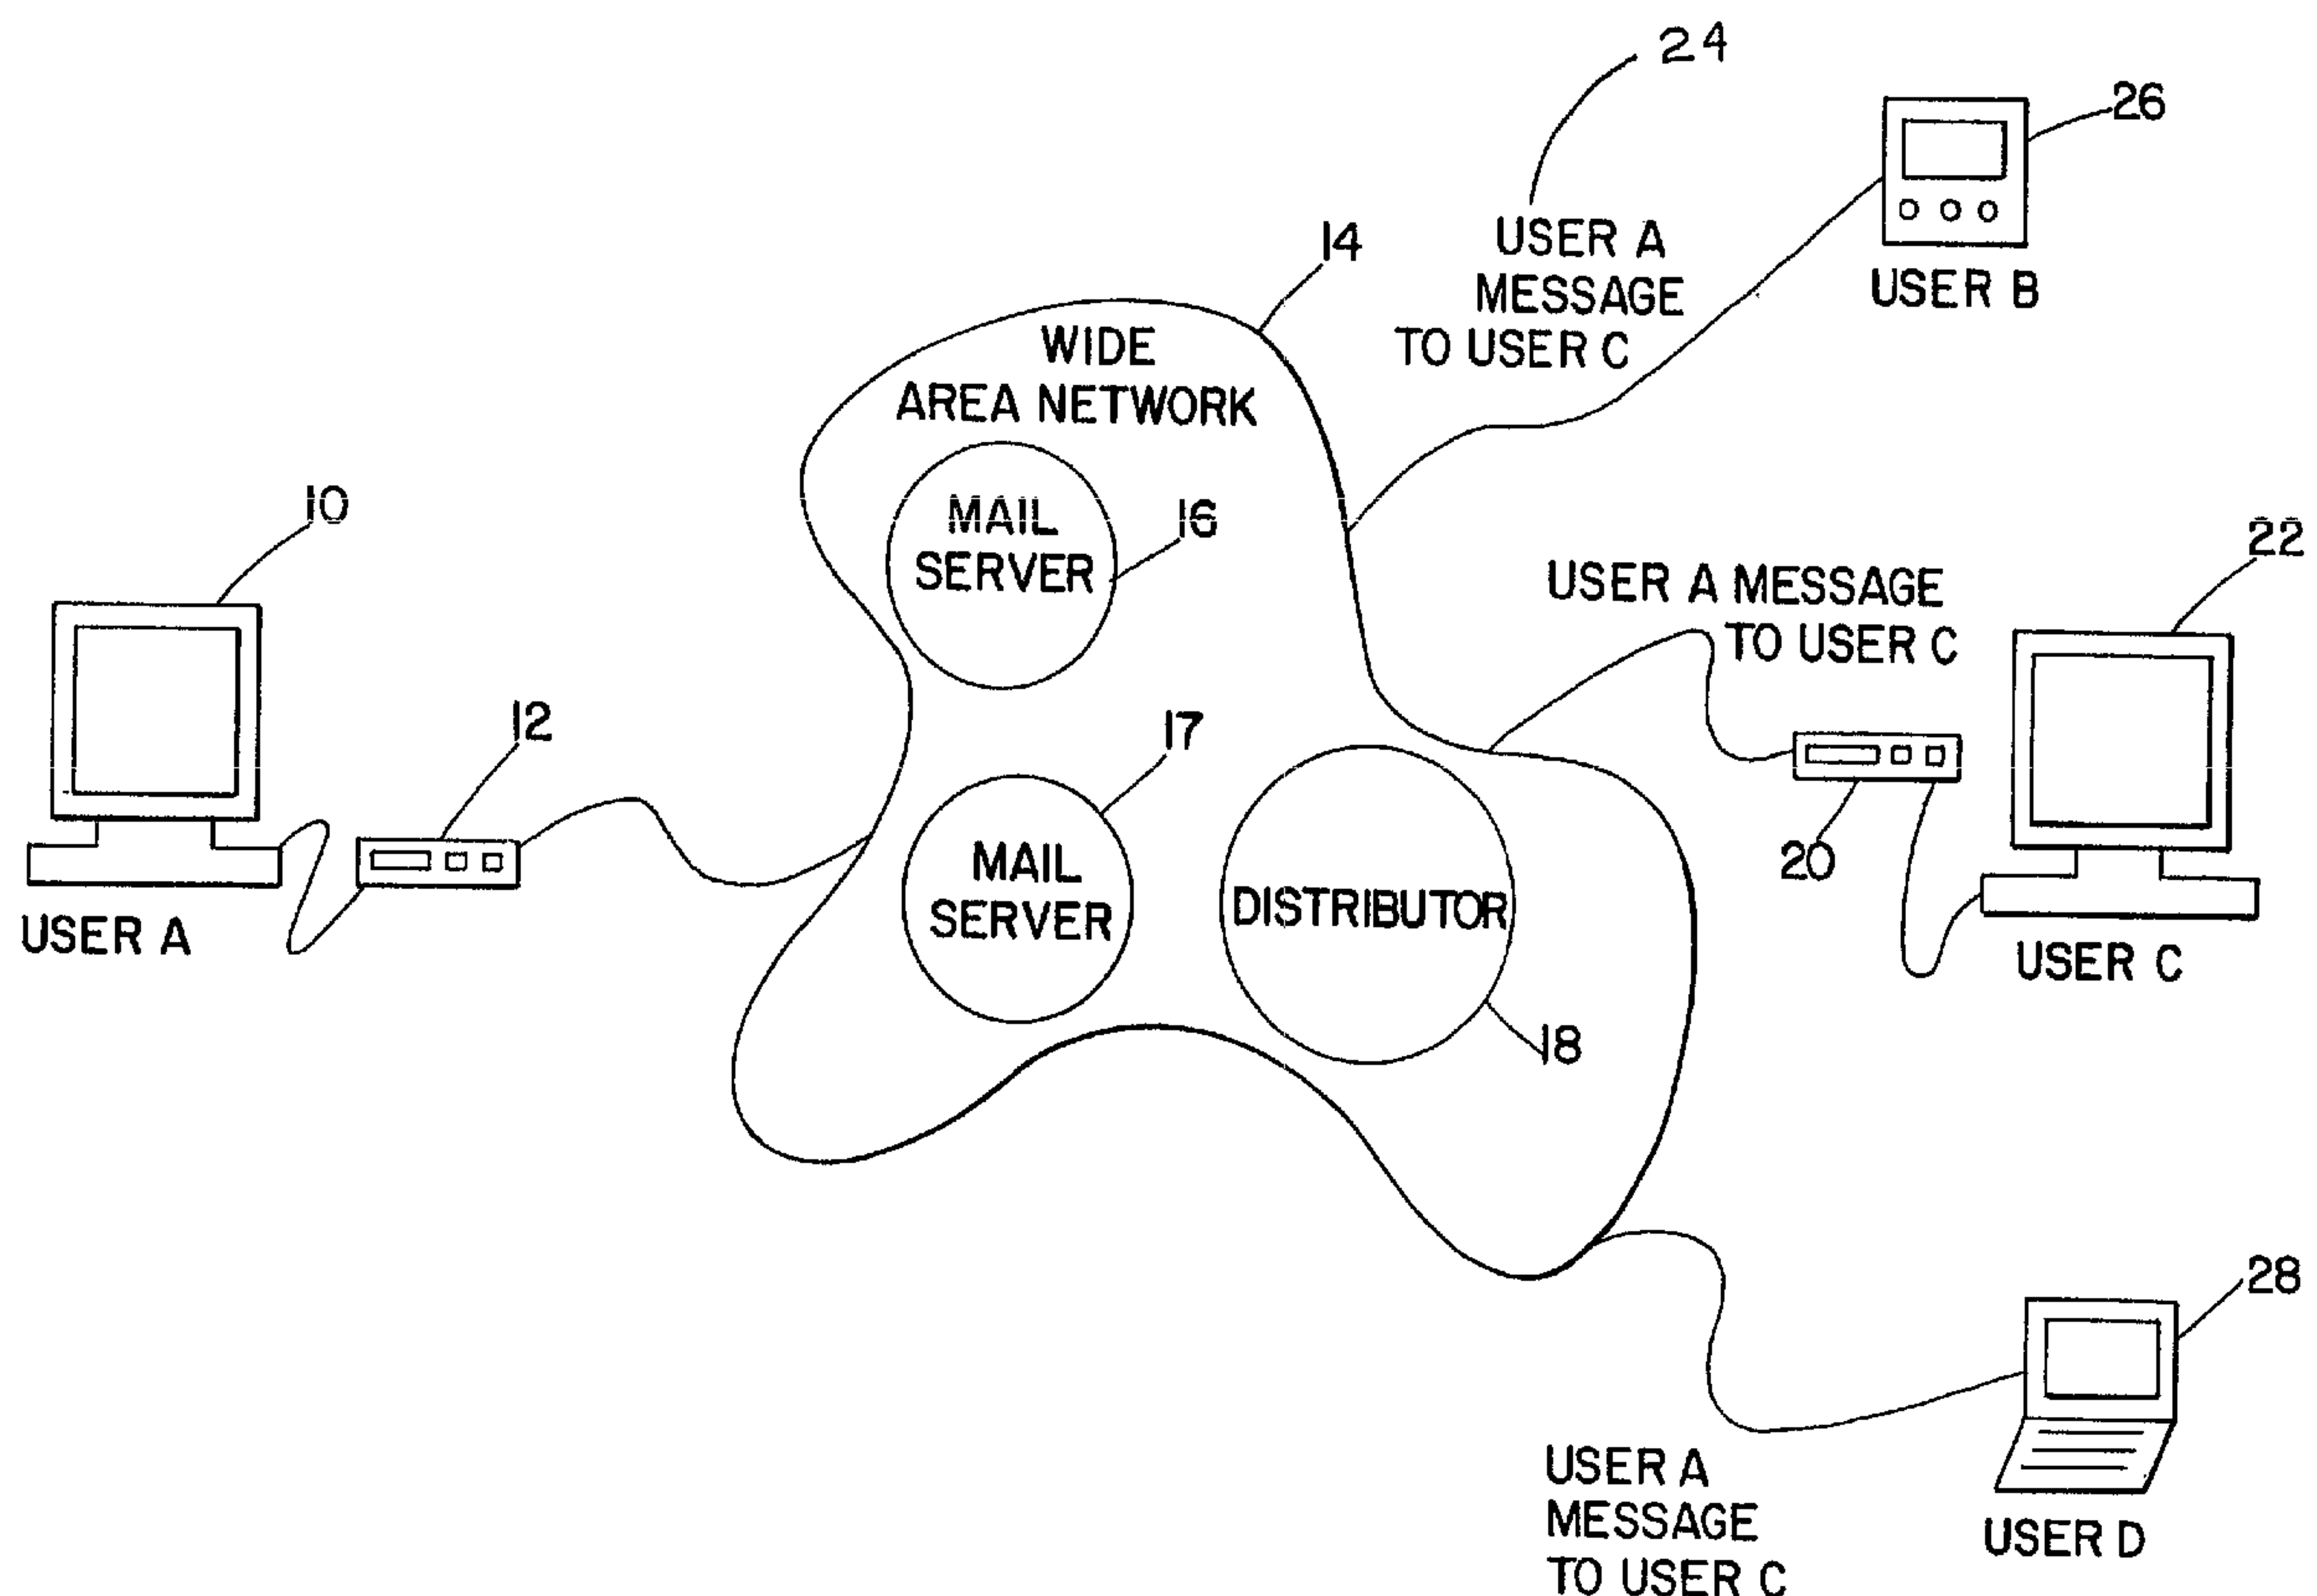 24
26
USER A
MESSAGE
TO USER C
USER B
14
WIDE
AREA NETWORK
MAIL
SERVER
16
10
22
USER A MESSAGE
TO USER C
12
17
MAIL
SERVER
DISTRIBUTOR
20
USER A
USER C
18
28
USER A
MESSAGE
TO USER C
USER D